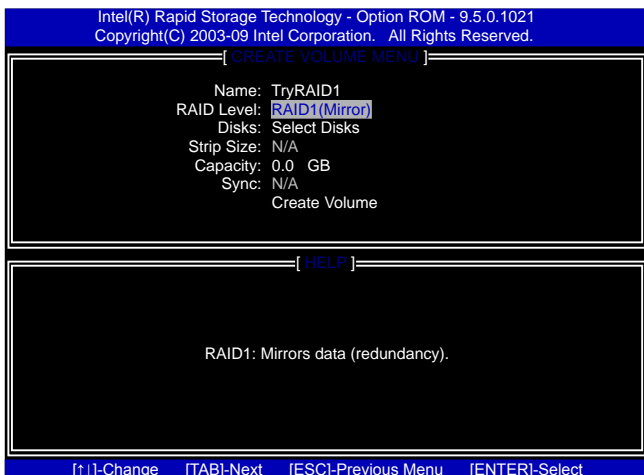 Intel(R) Rapid Storage Technology - Option ROM - 9.5.0.1021
Copyright(C) 2003-09 Intel Corporation.   All Rights Reserved.
[ CREATE VOLUME MENU ]
Name: TryRAID1
RAID Level: RAID1(Mirror)
Disks: Select Disks
Strip Size: N/A
Capacity: 0.0   GB
Sync: N/A
Create Volume
[ HELP ]
RAID1: Mirrors data (redundancy).
[↑↓]-Change   [TAB]-Next   [ESC]-Previous Menu   [ENTER]-Select